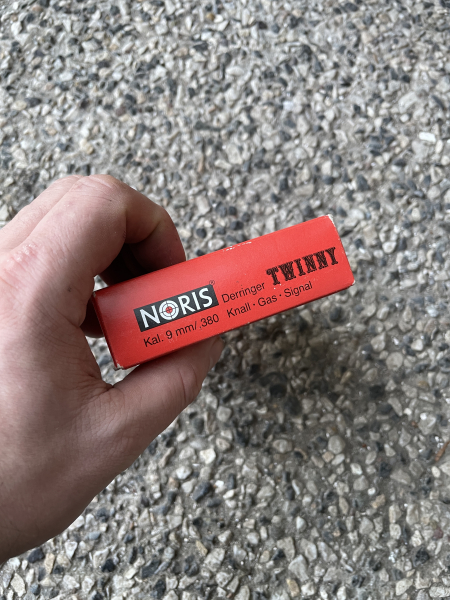 NORIS Derringer TWINNY
Kal. 9 mm/.380 Knall · Gas · Signal